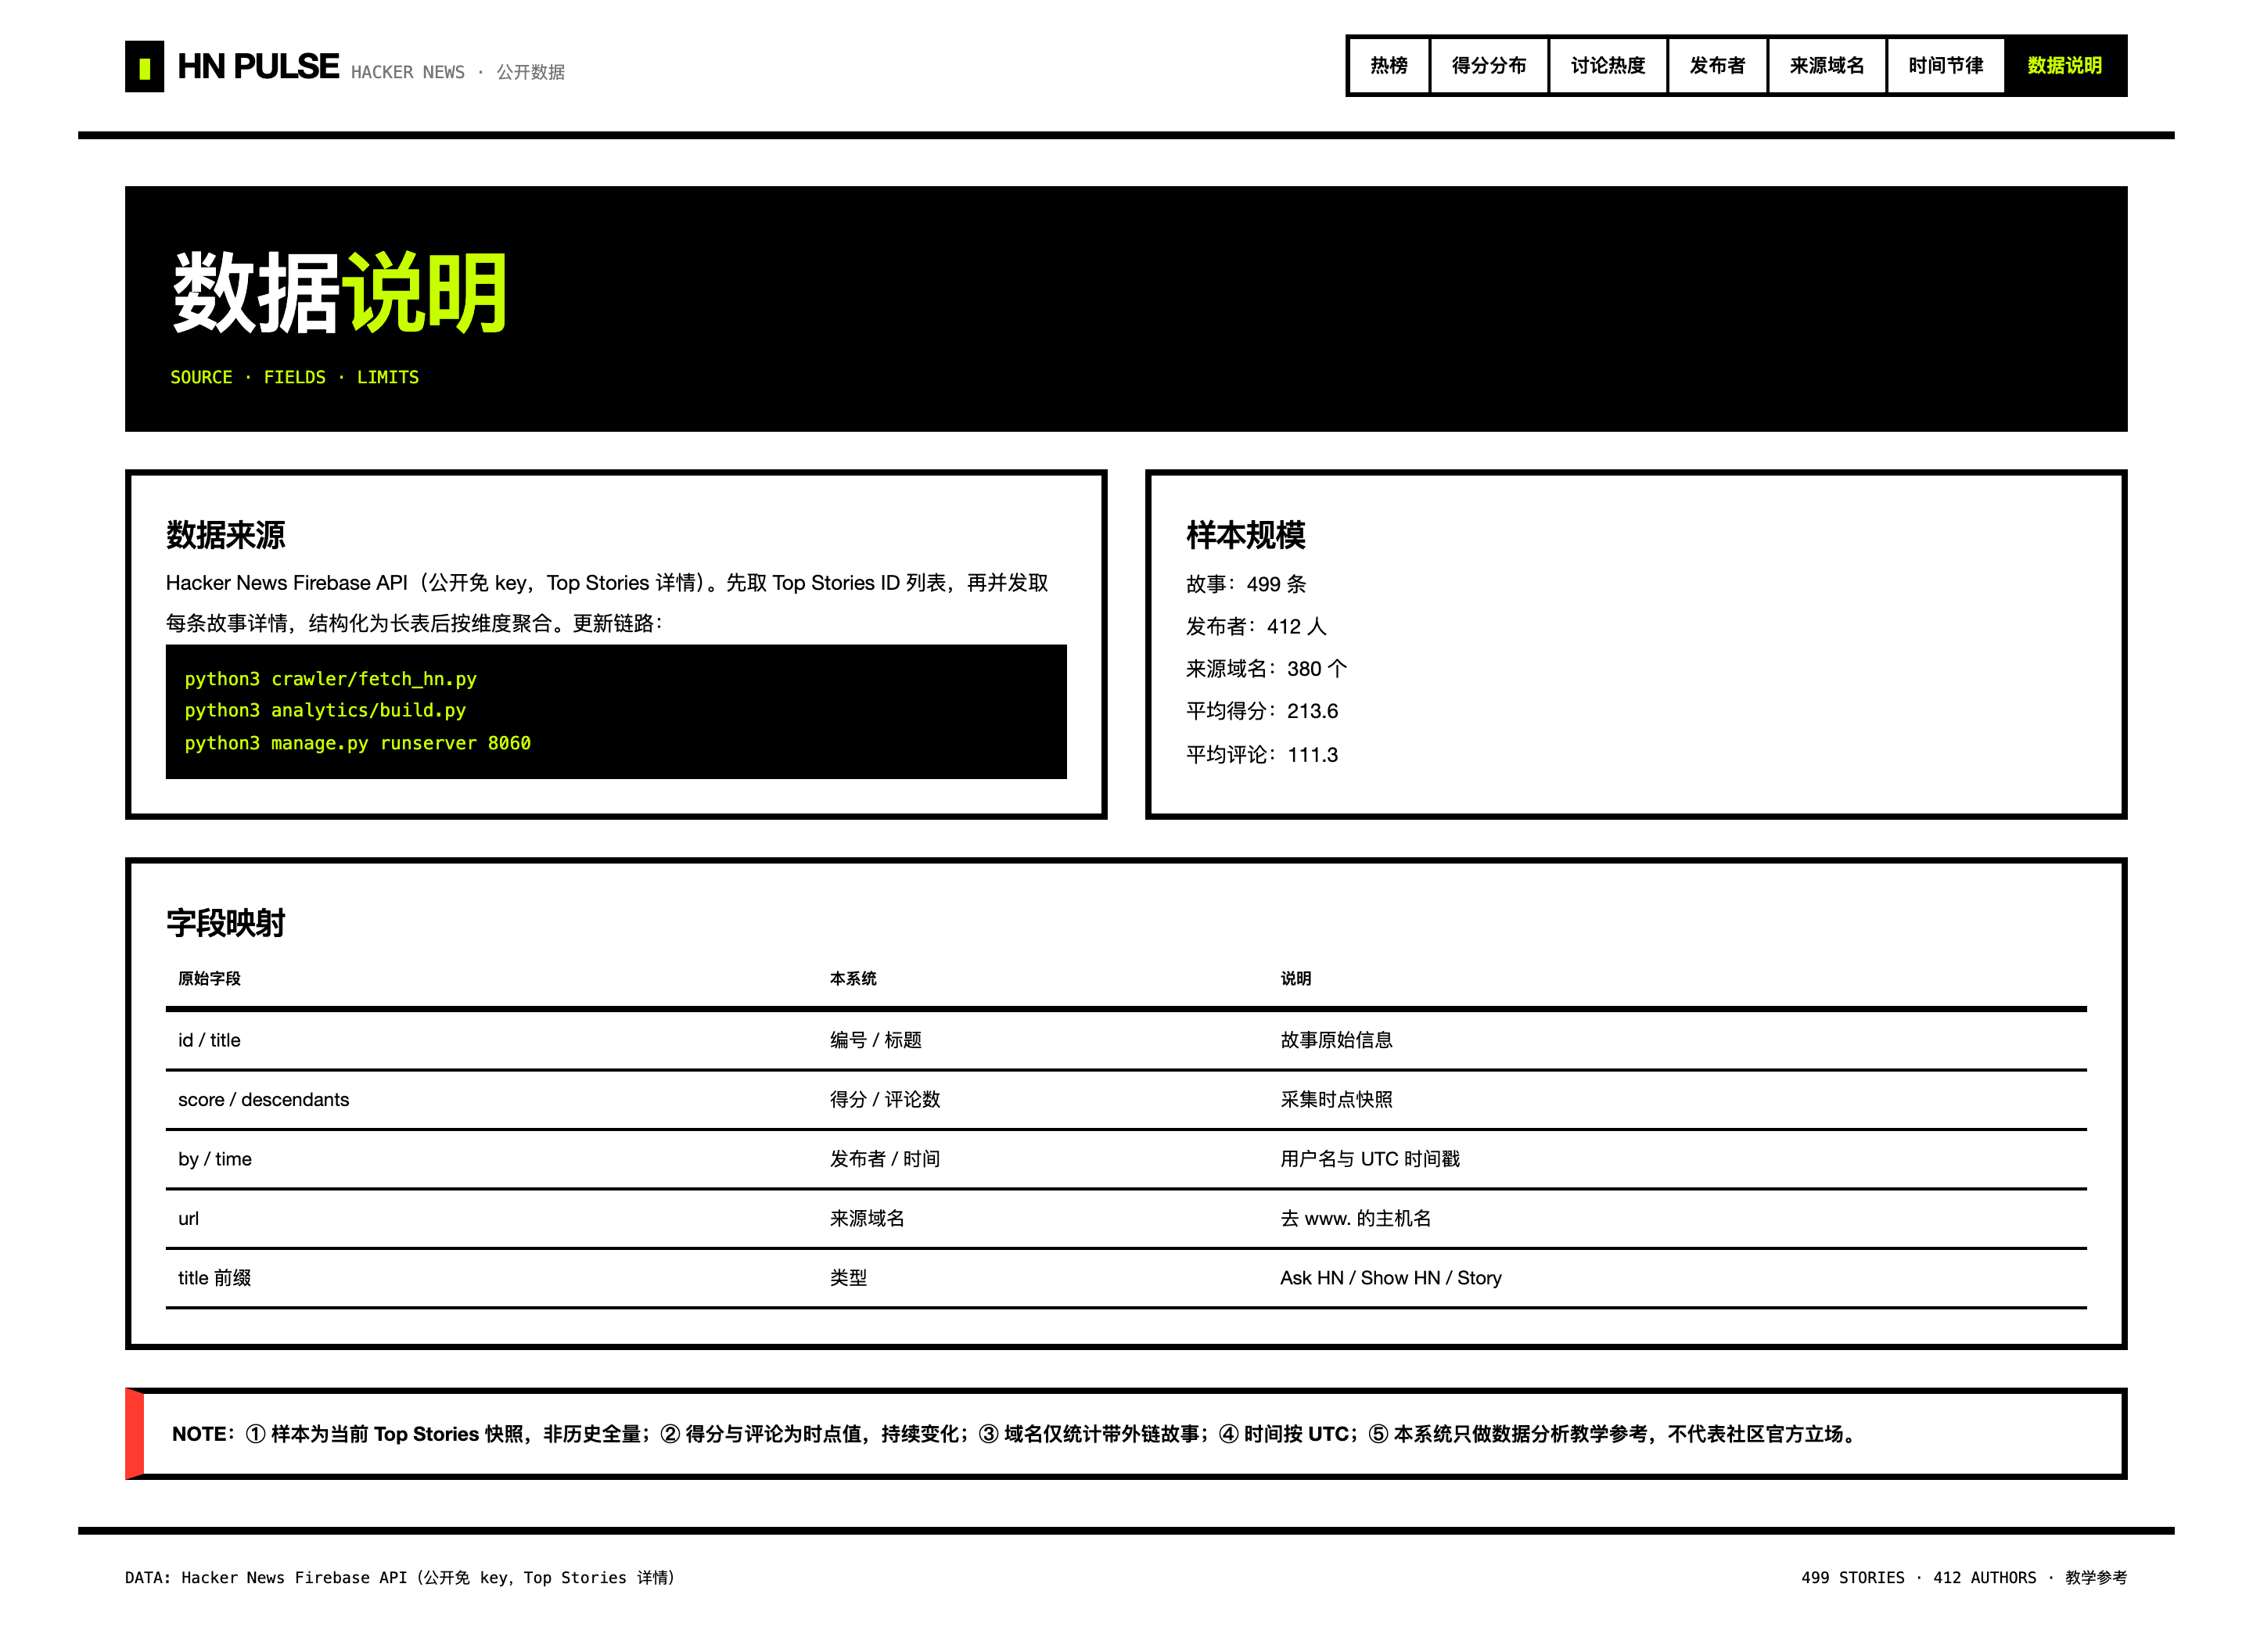 HN PULSE HACKER NEWS · 公开数据
热榜 得分分布 讨论热度 发布者 来源域名 时间节律 数据说明
数据说明
SOURCE · FIELDS · LIMITS
数据来源
Hacker News Firebase API（公开免 key，Top Stories 详情）。先取 Top Stories ID 列表，再并发取
每条故事详情，结构化为长表后按维度聚合。更新链路：
python3 crawler/fetch_hn.py
python3 analytics/build.py
python3 manage.py runserver 8060
样本规模
故事：499 条
发布者：412 人
来源域名：380 个
平均得分：213.6
平均评论：111.3
字段映射
原始字段 本系统 说明
id / title 编号 / 标题 故事原始信息
score / descendants 得分 / 评论数 采集时点快照
by / time 发布者 / 时间 用户名与 UTC 时间戳
url 来源域名 去 www. 的主机名
title 前缀 类型 Ask HN / Show HN / Story
NOTE：① 样本为当前 Top Stories 快照，非历史全量；② 得分与评论为时点值，持续变化；③ 域名仅统计带外链故事；④ 时间按 UTC；⑤ 本系统只做数据分析教学参考，不代表社区官方立场。
DATA: Hacker News Firebase API（公开免 key，Top Stories 详情）
499 STORIES · 412 AUTHORS · 教学参考